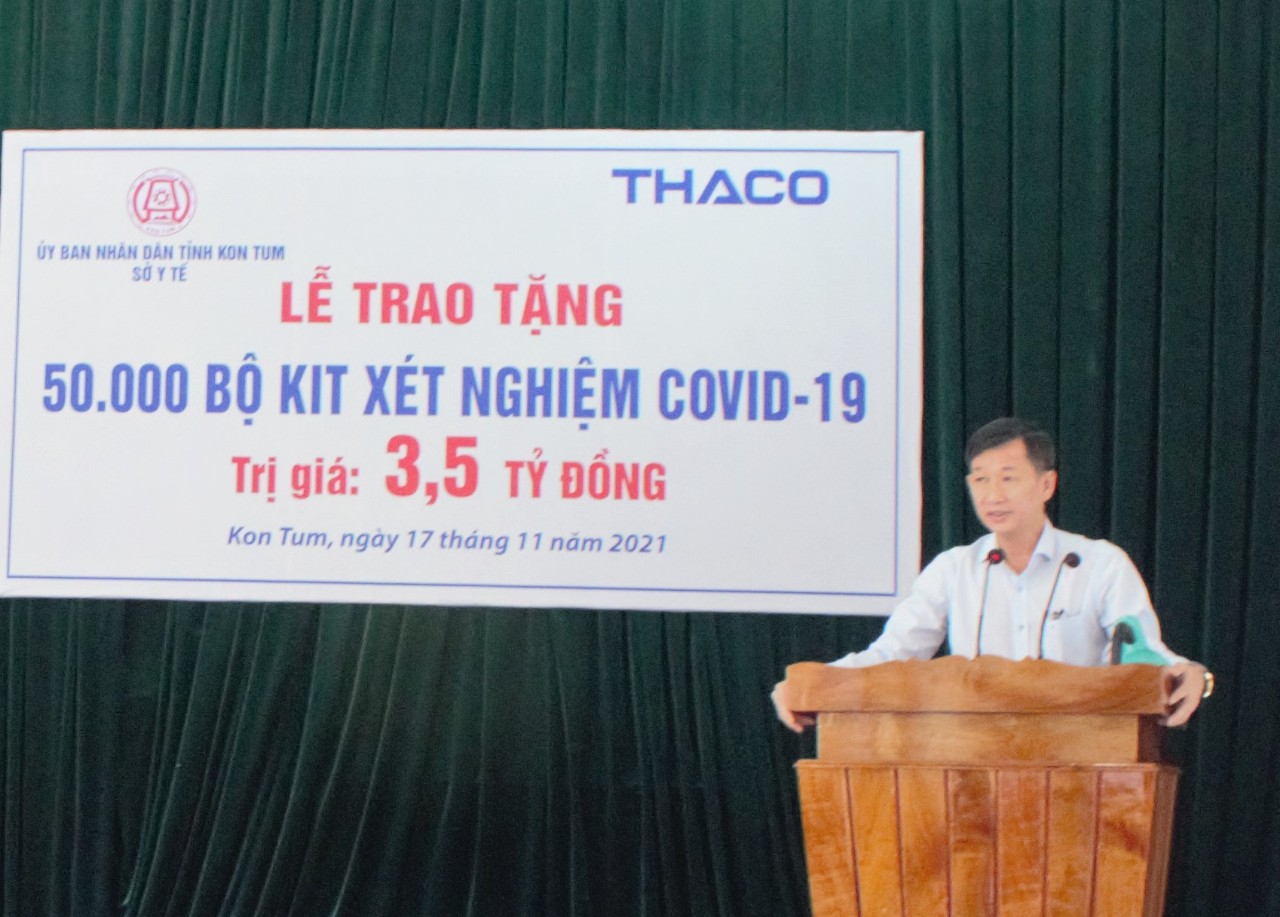 THACO
ỦY BAN NHÂN DÂN TỈNH KON TUM
SỞ Y TẾ
LỄ TRAO TẶNG
50.000 BỘ KIT XÉT NGHIỆM COVID-19
Trị giá: 3,5 TỶ ĐỒNG
Kon Tum, ngày 17 tháng 11 năm 2021